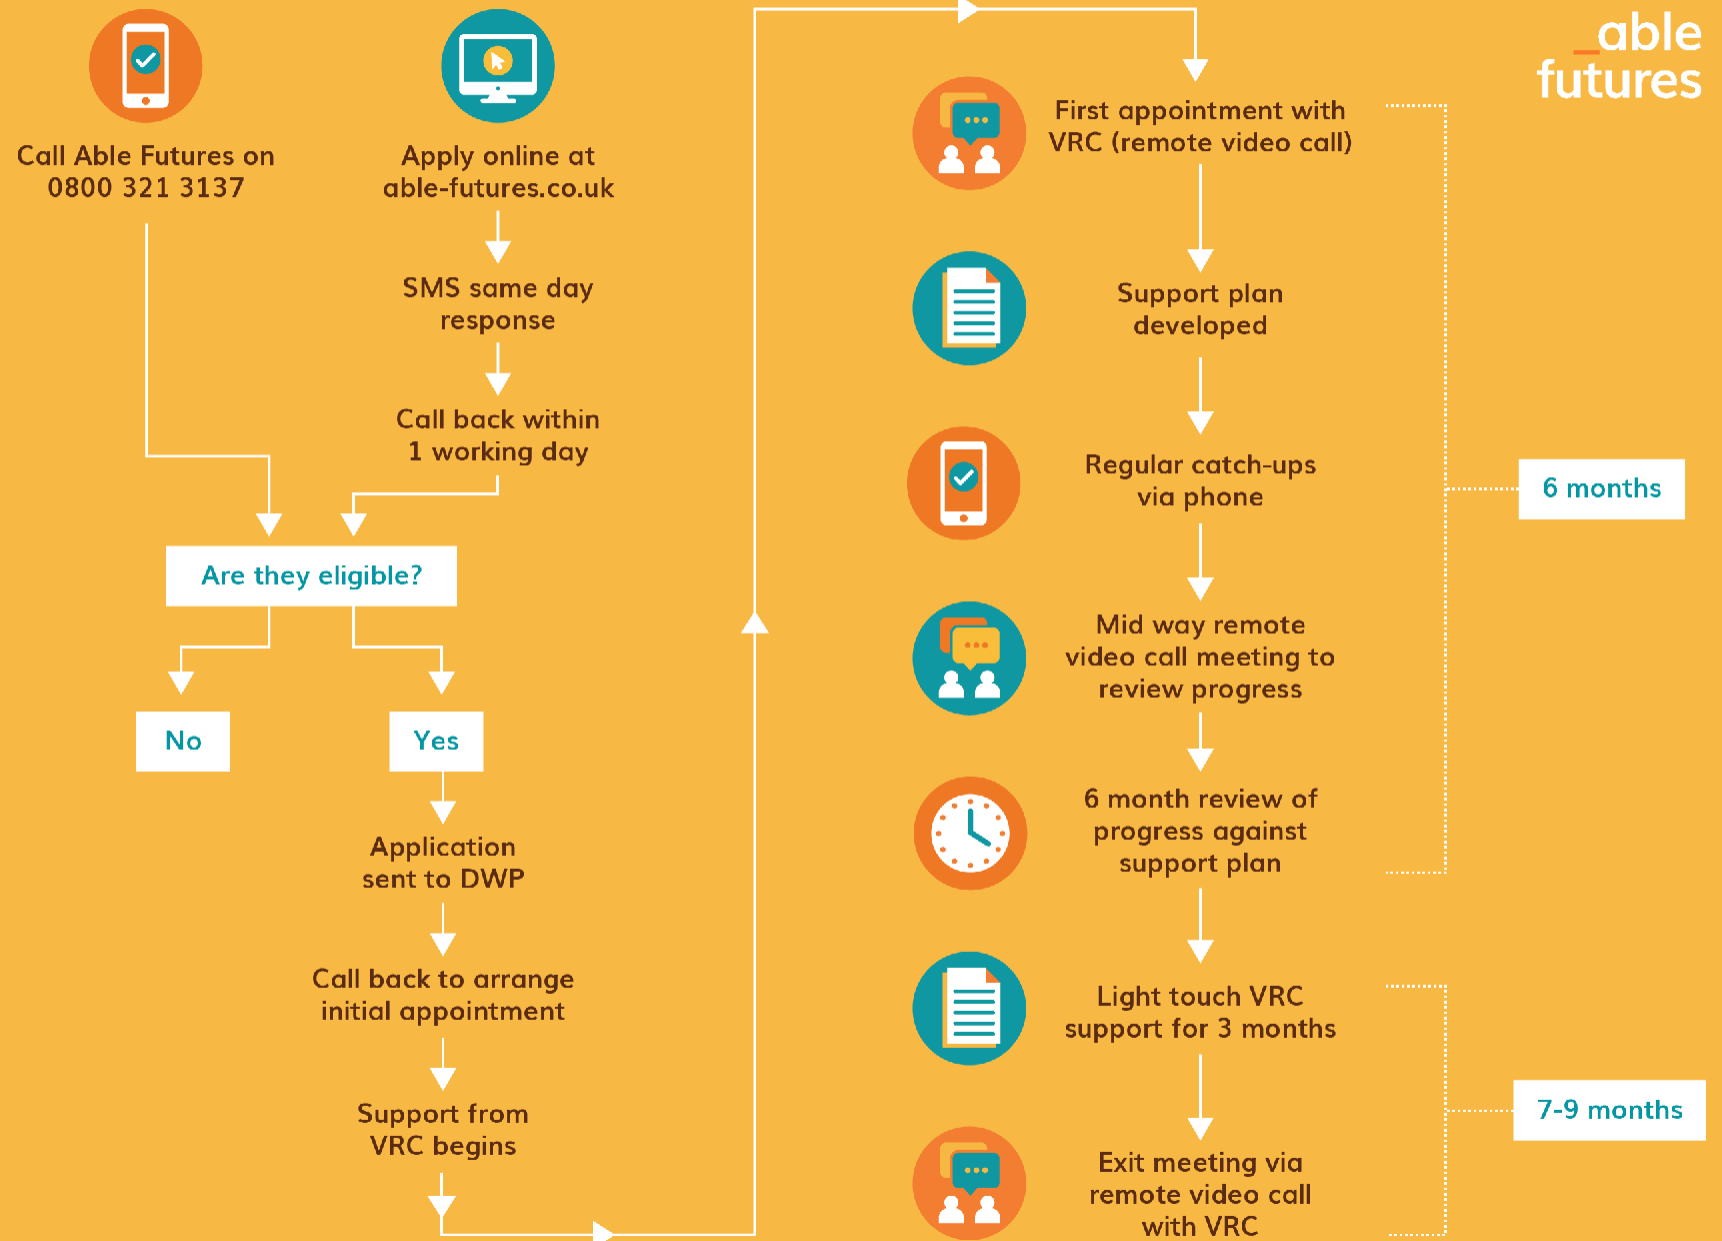 Call Able Futures on
0800 321 3137
Apply online at
able-futures.co.uk
SMS same day
response
Call back within
1 working day
Are they eligible?
No
Yes
Application
sent to DWP
Call back to arrange
initial appointment
Support from
VRC begins
First appointment with
VRC (remote video call)
Support plan
developed
Regular catch-ups
via phone
Mid way remote
video call meeting to
review progress
6 month review of
progress against
support plan
Light touch VRC
support for 3 months
Exit meeting via
remote video call
with VRC
_able
futures
6 months
7-9 months